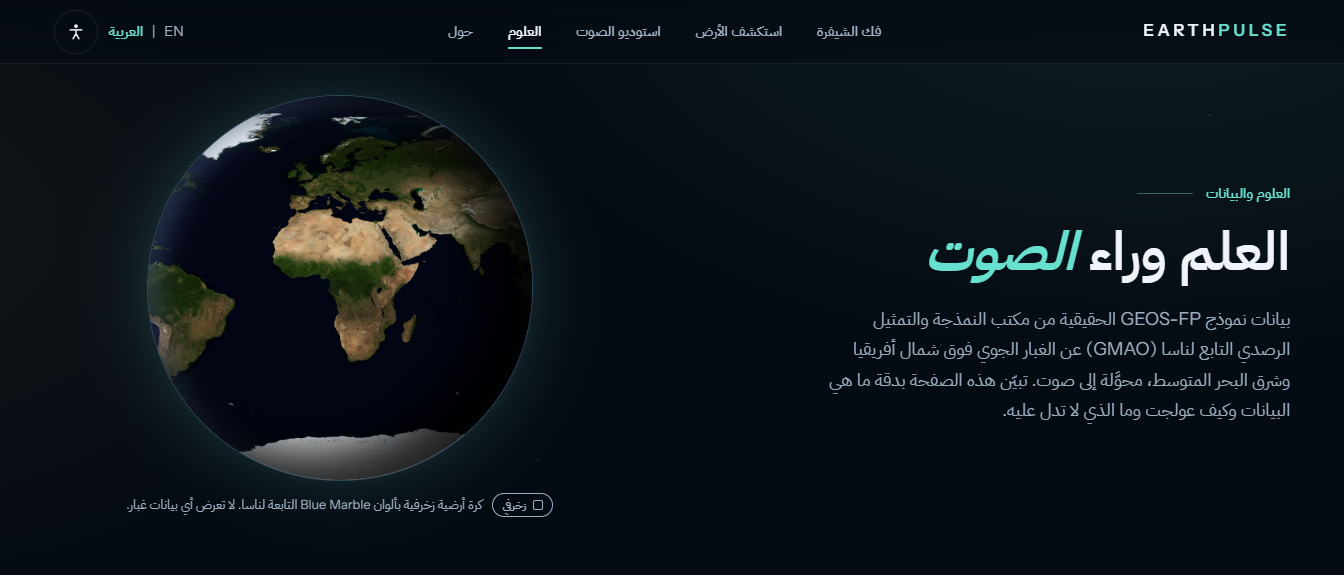 EARTHPULSE
فك الشيفرة
استكشف الأرض
استوديو الصوت
العلوم
حول
العربية | EN
العلوم والبيانات
العلم وراء الصوت
بيانات نموذج GEOS-FP الحقيقية من مكتب النمذجة والتمثيل
الرصدي التابع لناسا (GMAO) عن الغبار الجوي فوق شمال أفريقيا
وشرق البحر المتوسط، محوَّلة إلى صوت. تبيّن هذه الصفحة بدقة ما هي
البيانات وكيف عولجت وما الذي لا تدل عليه.
زخرفي
كرة أرضية زخرفية بألوان Blue Marble التابعة لناسا. لا تعرض أي بيانات غبار.